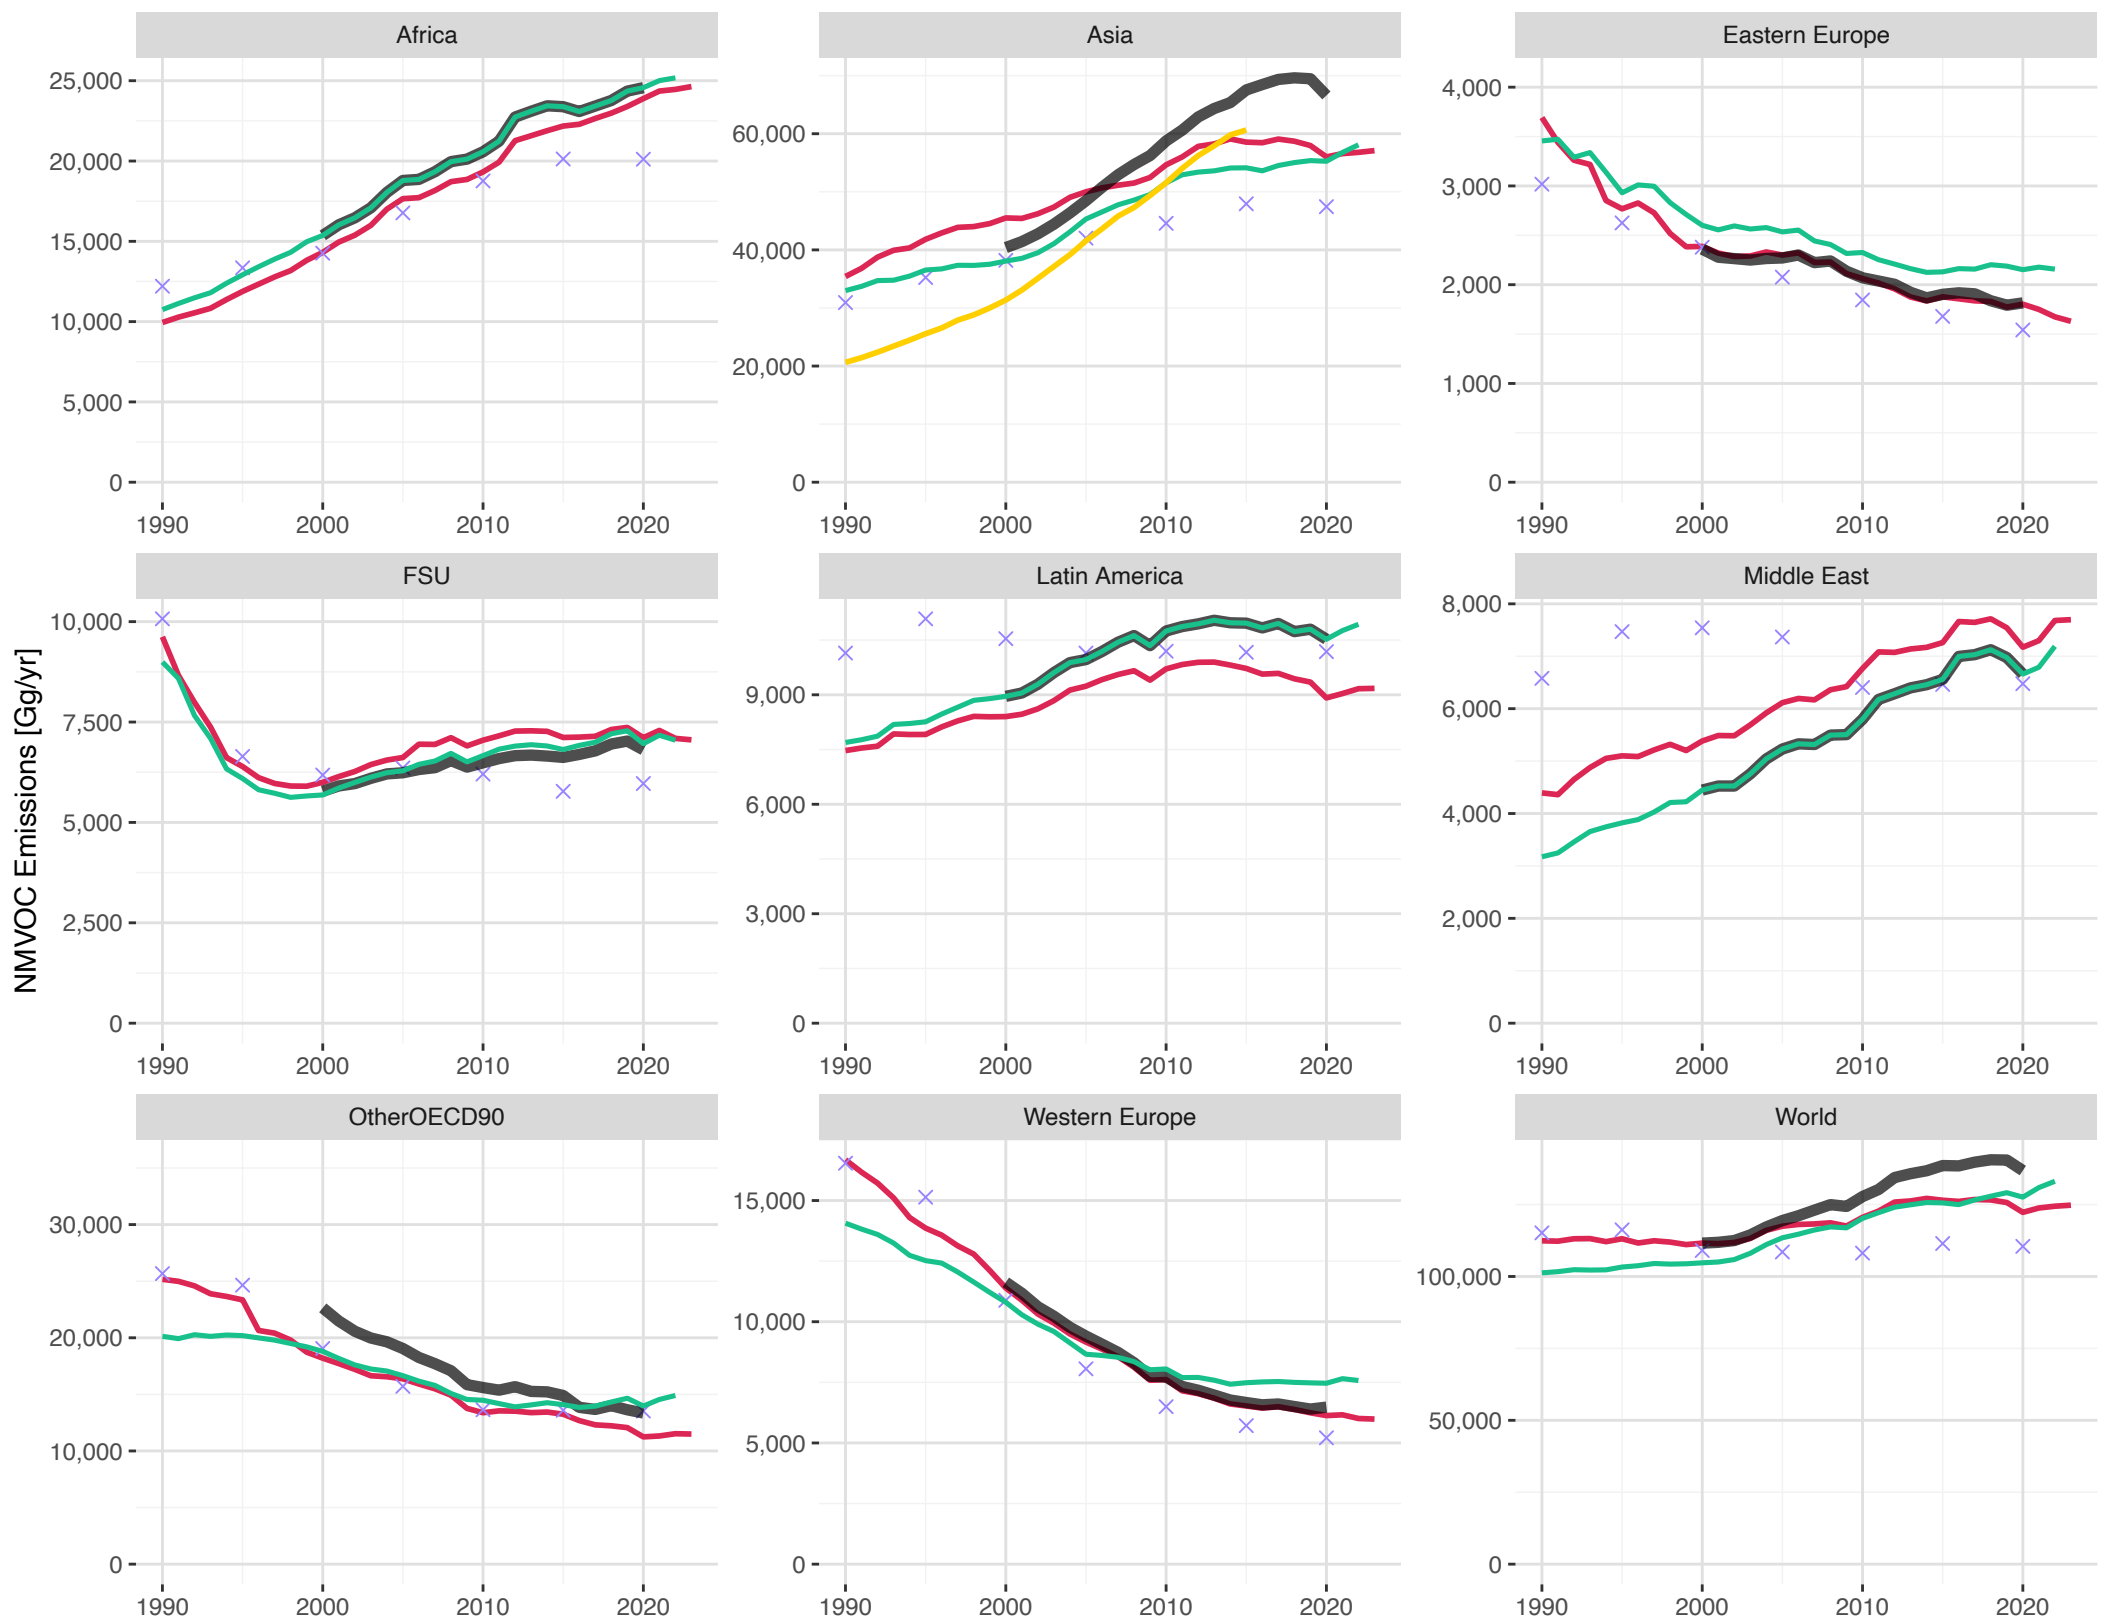 Africa
Asia
Eastern Europe
25,000
20,000
15,000
10,000
5,000
0
60,000
40,000
20,000
0
4,000
3,000
2,000
1,000
0
1990 2000 2010 2020
1990 2000 2010 2020
1990 2000 2010 2020
FSU
Latin America
Middle East
NMVOC Emissions [Gg/yr]
10,000
7,500
5,000
2,500
0
9,000
6,000
3,000
0
8,000
6,000
4,000
2,000
0
1990 2000 2010 2020
1990 2000 2010 2020
1990 2000 2010 2020
OtherOECD90
Western Europe
World
30,000
20,000
10,000
0
15,000
10,000
5,000
0
100,000
50,000
0
1990 2000 2010 2020
1990 2000 2010 2020
1990 2000 2010 2020